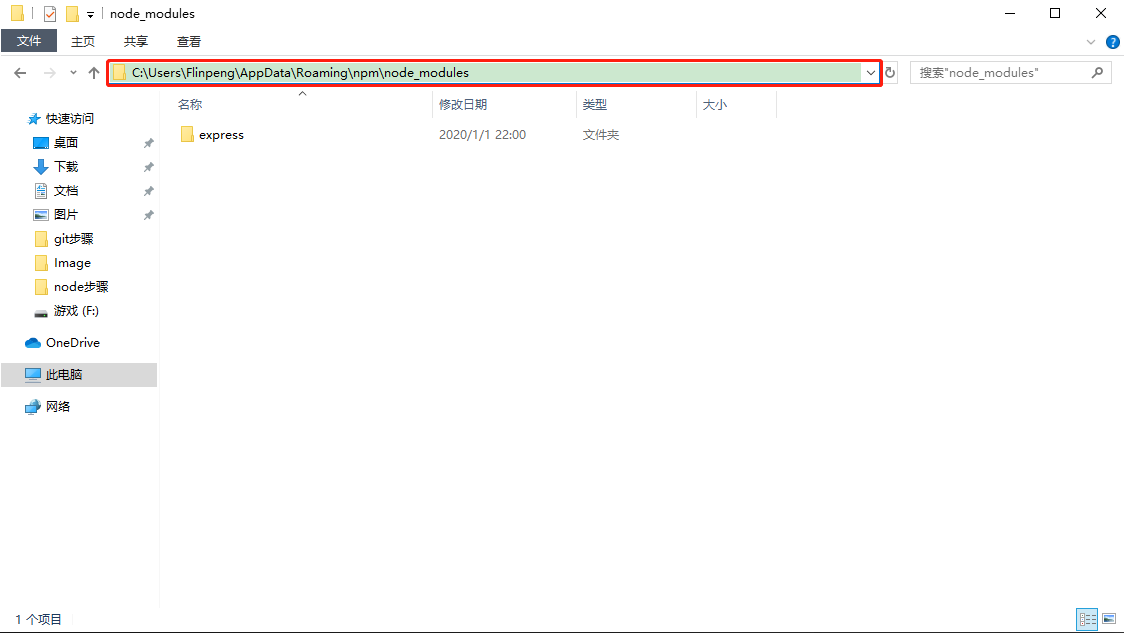 node_modules
文件 主页 共享 查看
C:\Users\Flinpeng\AppData\Roaming\npm\node_modules 搜索"node_modules"
名称 修改日期 类型 大小
express 2020/1/1 22:00 文件夹
快速访问
桌面
下载
文档
图片
git步骤
Image
node步骤
游戏 (F:)
OneDrive
此电脑
网络
1 个项目